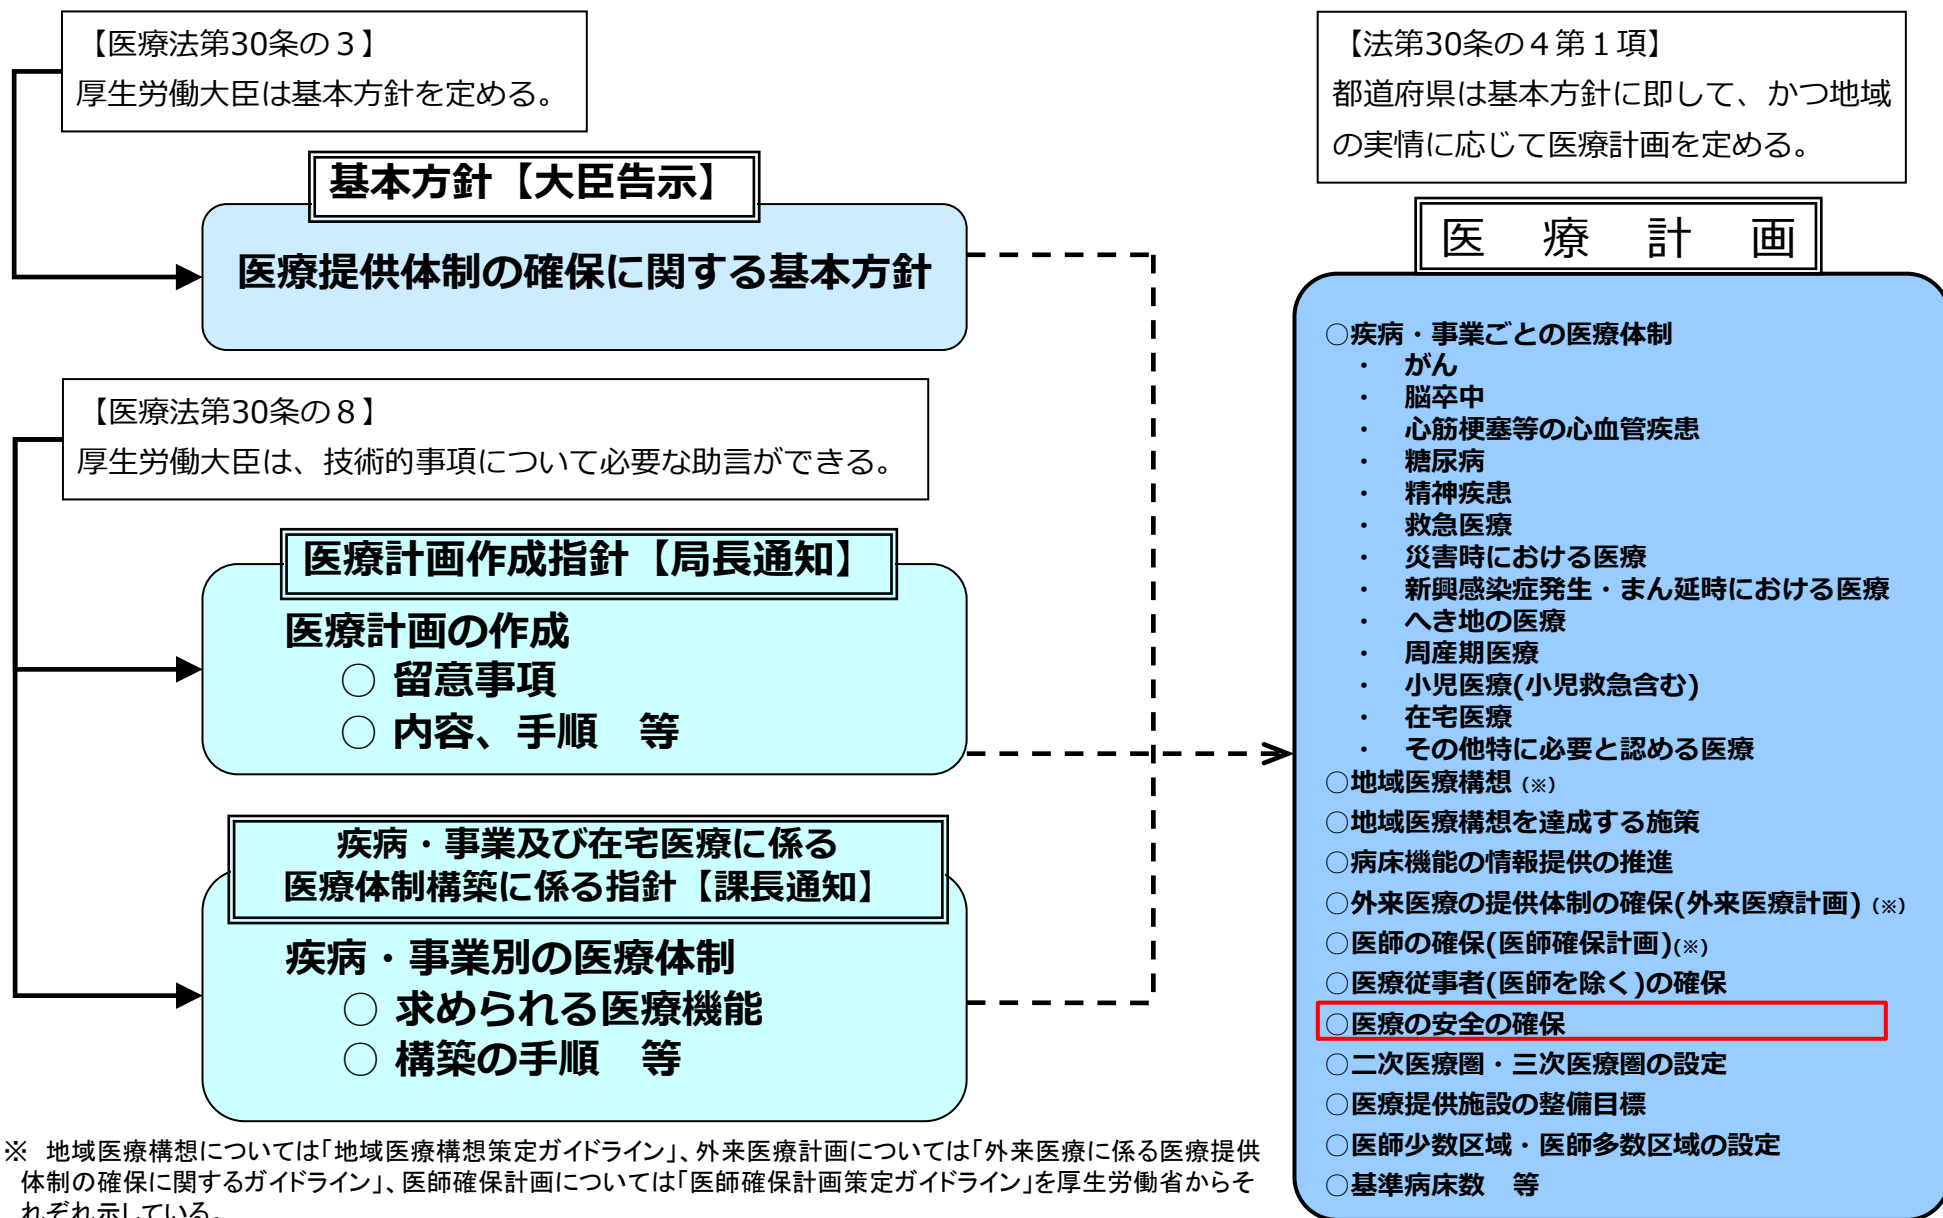 【医療法第30条の３】
厚生労働大臣は基本方針を定める。
基本方針【大臣告示】
医療提供体制の確保に関する基本方針
【医療法第30条の８】
厚生労働大臣は、技術的事項について必要な助言ができる。
医療計画作成指針【局長通知】
医療計画の作成
○ 留意事項
○ 内容、手順　等
疾病・事業及び在宅医療に係る
医療体制構築に係る指針【課長通知】
疾病・事業別の医療体制
○ 求められる医療機能
○ 構築の手順　等
※　地域医療構想については「地域医療構想策定ガイドライン」、外来医療計画については「外来医療に係る医療提供
体制の確保に関するガイドライン」、医師確保計画については「医師確保計画策定ガイドライン」を厚生労働省からそ
れぞれ示している。
【法第30条の４第１項】
都道府県は基本方針に即して、かつ地域
の実情に応じて医療計画を定める。
医　療　計　画
○疾病・事業ごとの医療体制
・　がん
・　脳卒中
・　心筋梗塞等の心血管疾患
・　糖尿病
・　精神疾患
・　救急医療
・　災害時における医療
・　新興感染症発生・まん延時における医療
・　へき地の医療
・　周産期医療
・　小児医療(小児救急含む)
・　在宅医療
・　その他特に必要と認める医療
○地域医療構想（※）
○地域医療構想を達成する施策
○病床機能の情報提供の推進
○外来医療の提供体制の確保(外来医療計画)（※）
○医師の確保(医師確保計画)(※)
○医療従事者(医師を除く)の確保
○医療の安全の確保
○二次医療圏・三次医療圏の設定
○医療提供施設の整備目標
○医師少数区域・医師多数区域の設定
○基準病床数　等